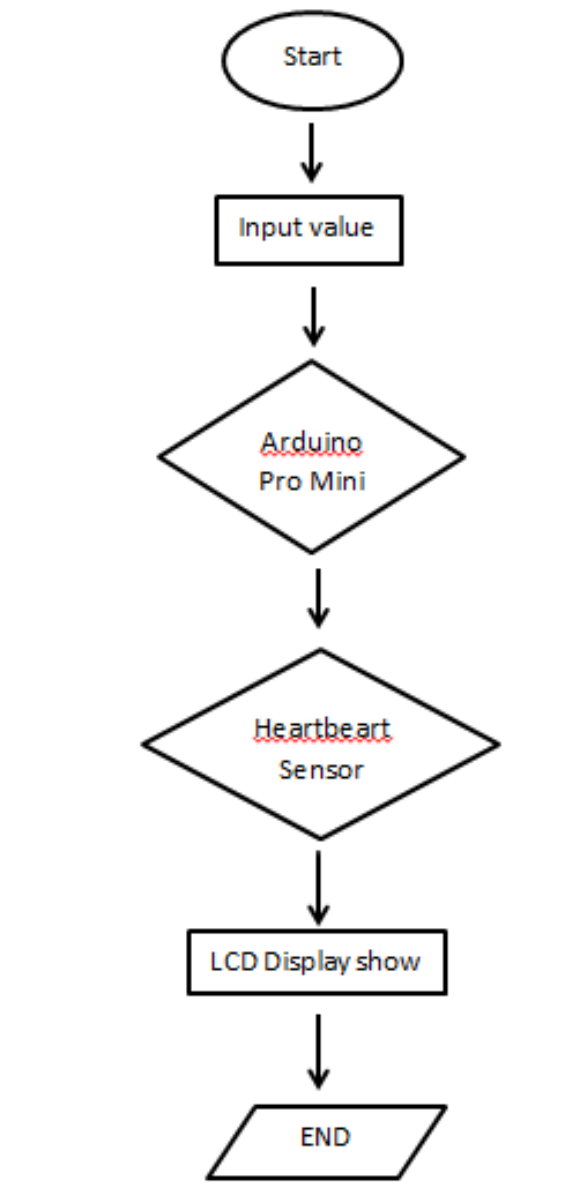 Start
Input value
Arduino
Pro Mini
Heartbeart
Sensor
LCD Display show
END